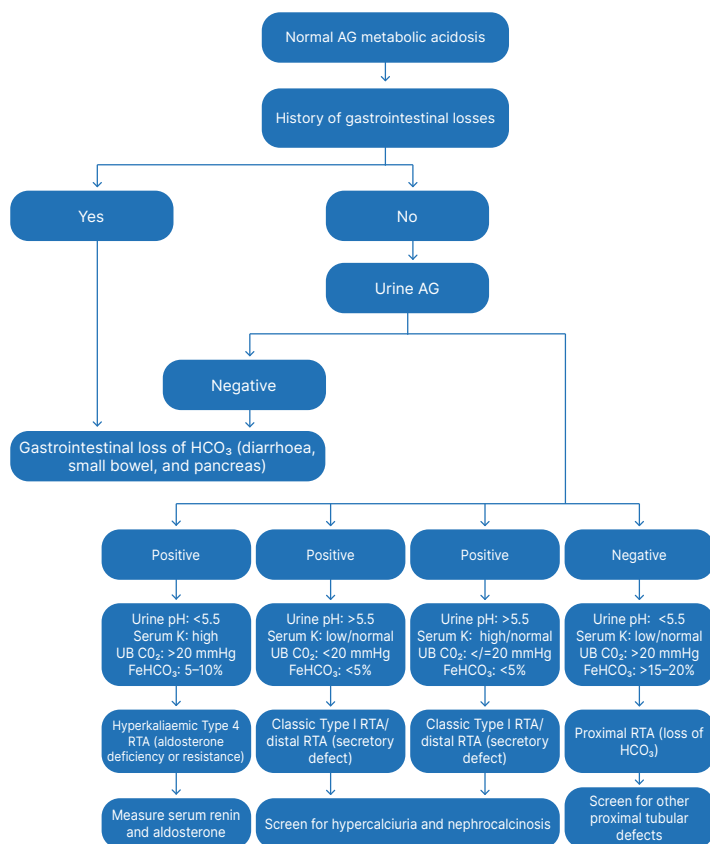 Normal AG metabolic acidosis
History of gastrointestinal losses
Yes
No
Urine AG
Negative
Gastrointestinal loss of HCO₃ (diarrhoea,
small bowel, and pancreas)
Positive
Positive
Positive
Negative
Urine pH: <5.5
Serum K: high
UB C0₂: >20 mmHg
FeHCO₃: 5–10%
Urine pH: >5.5
Serum K: low/normal
UB C0₂: <20 mmHg
FeHCO₃: <5%
Urine pH: >5.5
Serum K: high/normal
UB C0₂: </=20 mmHg
FeHCO₃: <5%
Urine pH: <5.5
Serum K: low/normal
UB C0₂: >20 mmHg
FeHCO₃: >15–20%
Hyperkaliaemic Type 4
RTA (aldosterone
deficiency or resistance)
Classic Type I RTA/
distal RTA (secretory
defect)
Classic Type I RTA/
distal RTA (secretory
defect)
Proximal RTA (loss of
HCO₃)
Measure serum renin
and aldosterone
Screen for hypercalciuria and nephrocalcinosis
Screen for other
proximal tubular
defects